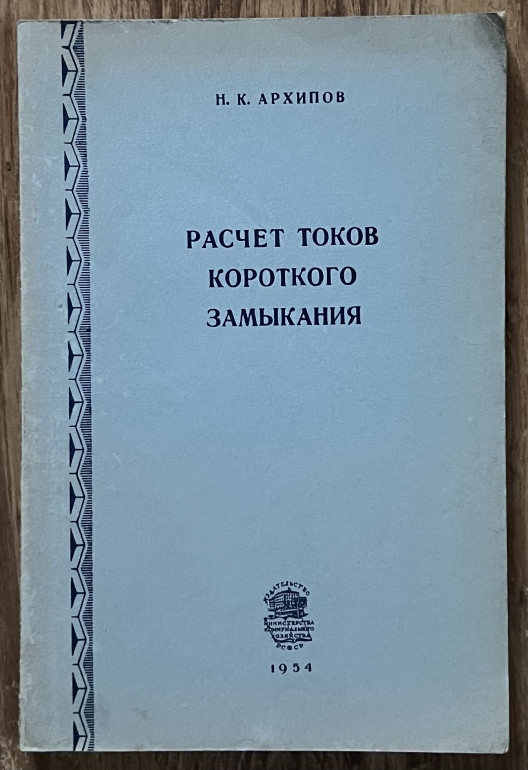 Н. К. АРХИПОВ
РАСЧЕТ ТОКОВ
КОРОТКОГО
ЗАМЫКАНИЯ
ИЗДАТЕЛЬСТВО
МИНИСТЕРСТВА
КОММУНАЛЬНОГО
ХОЗЯЙСТВА
РСФСР
1954